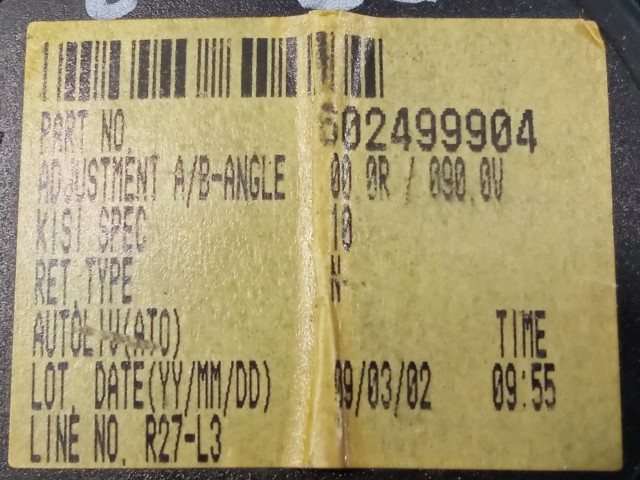 PART NO 602499904
ADJUSTMENT A/B-ANGLE 00.0R / 090.0V
KISI SPEC 10
RET TYPE N-
AUTOLIV(ATO) TIME
LOT. DATE(YY/MM/DD) 09/03/02 09:55
LINE NO. R27-L3